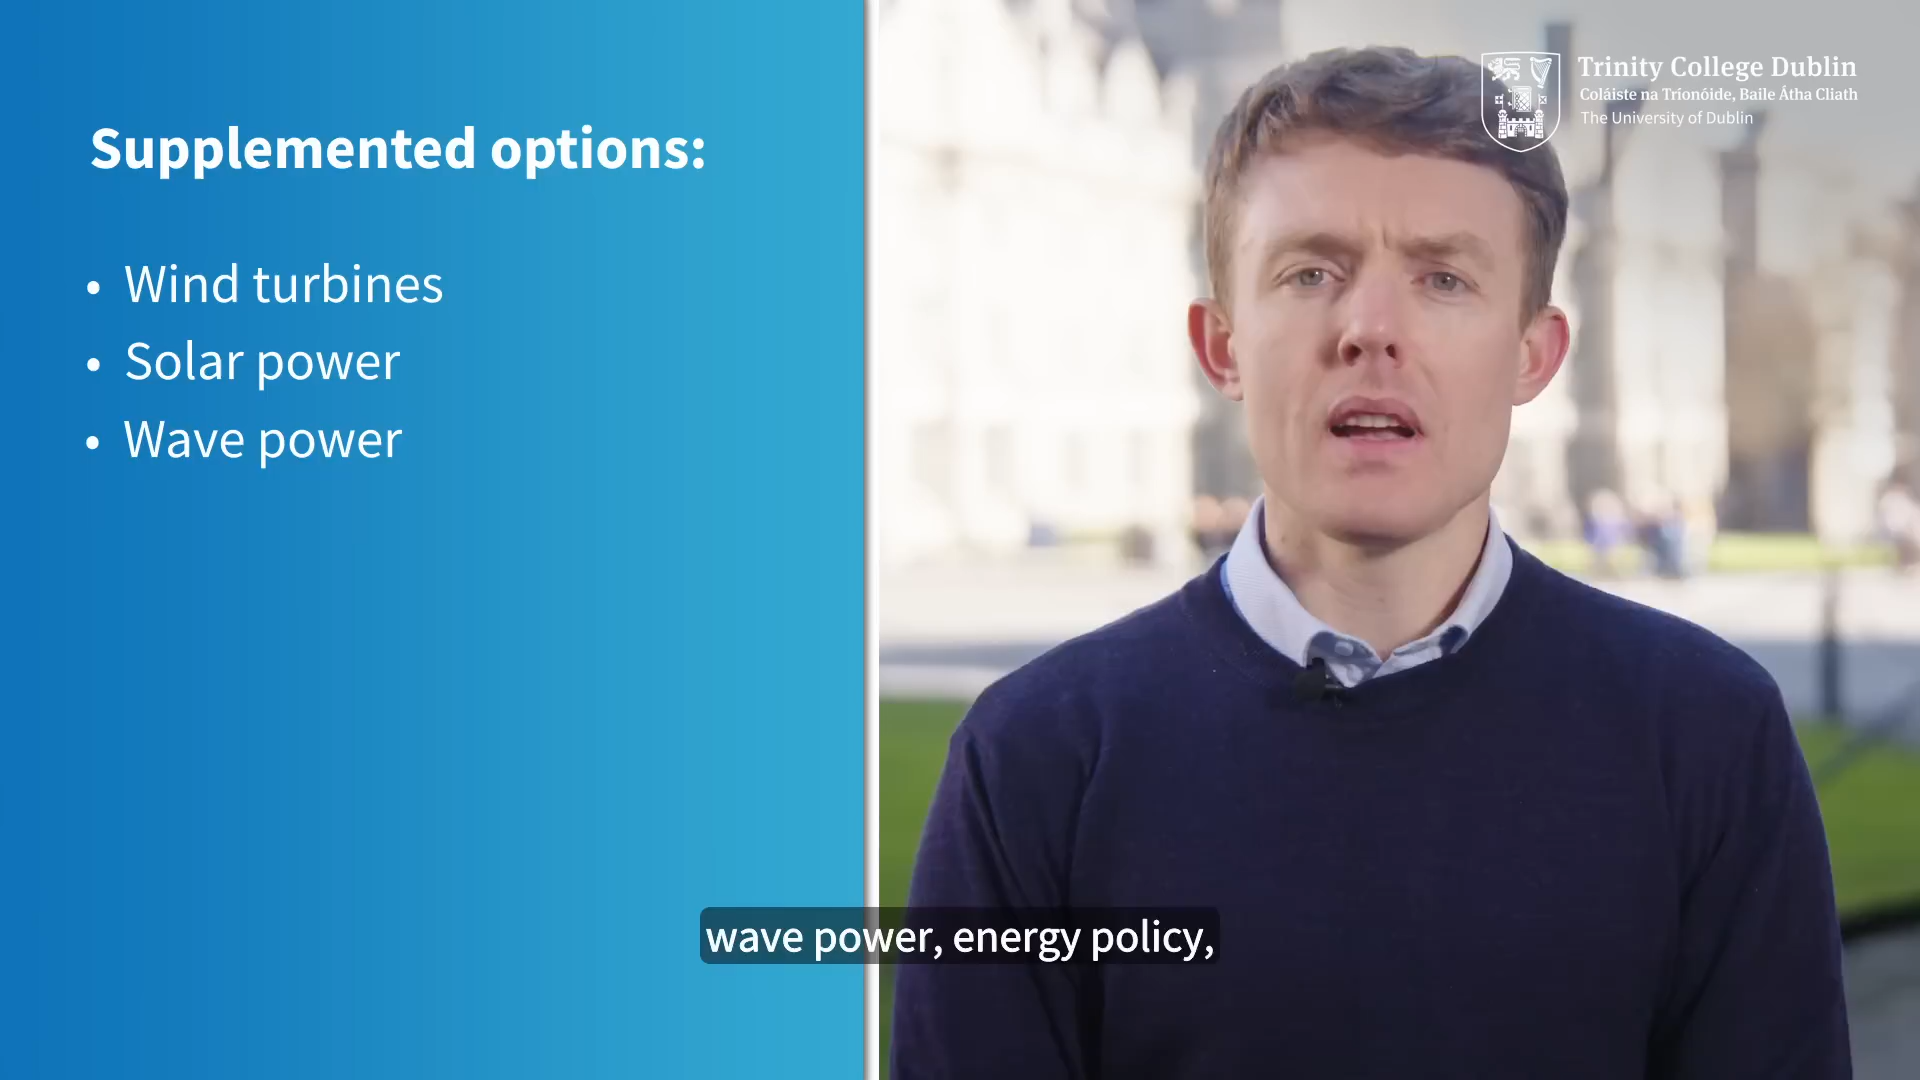 Supplemented options:
• Wind turbines
• Solar power
• Wave power
Trinity College Dublin
Coláiste na Tríonóide, Baile Átha Cliath
The University of Dublin
wave power, energy policy,